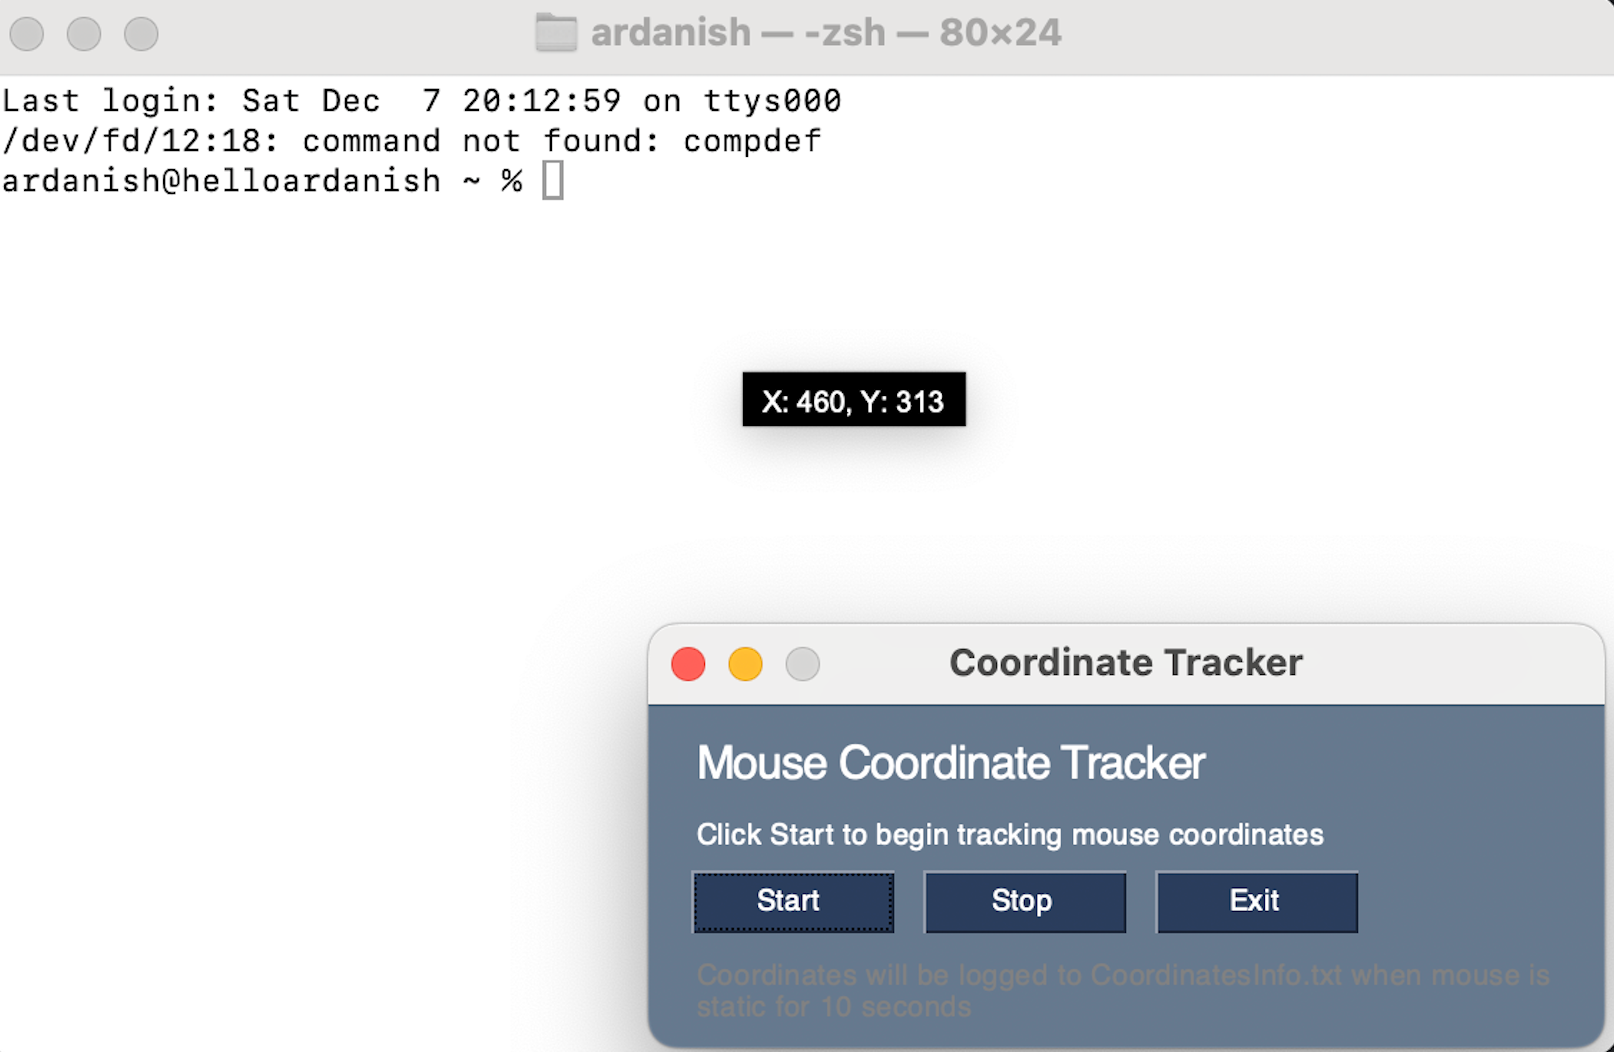 ardanish — -zsh — 80×24
Last login: Sat Dec  7 20:12:59 on ttys000
/dev/fd/12:18: command not found: compdef
ardanish@helloardanish ~ %
X: 460, Y: 313
Coordinate Tracker
Mouse Coordinate Tracker
Click Start to begin tracking mouse coordinates
Start Stop Exit
Coordinates will be logged to CoordinatesInfo.txt when mouse is
static for 10 seconds